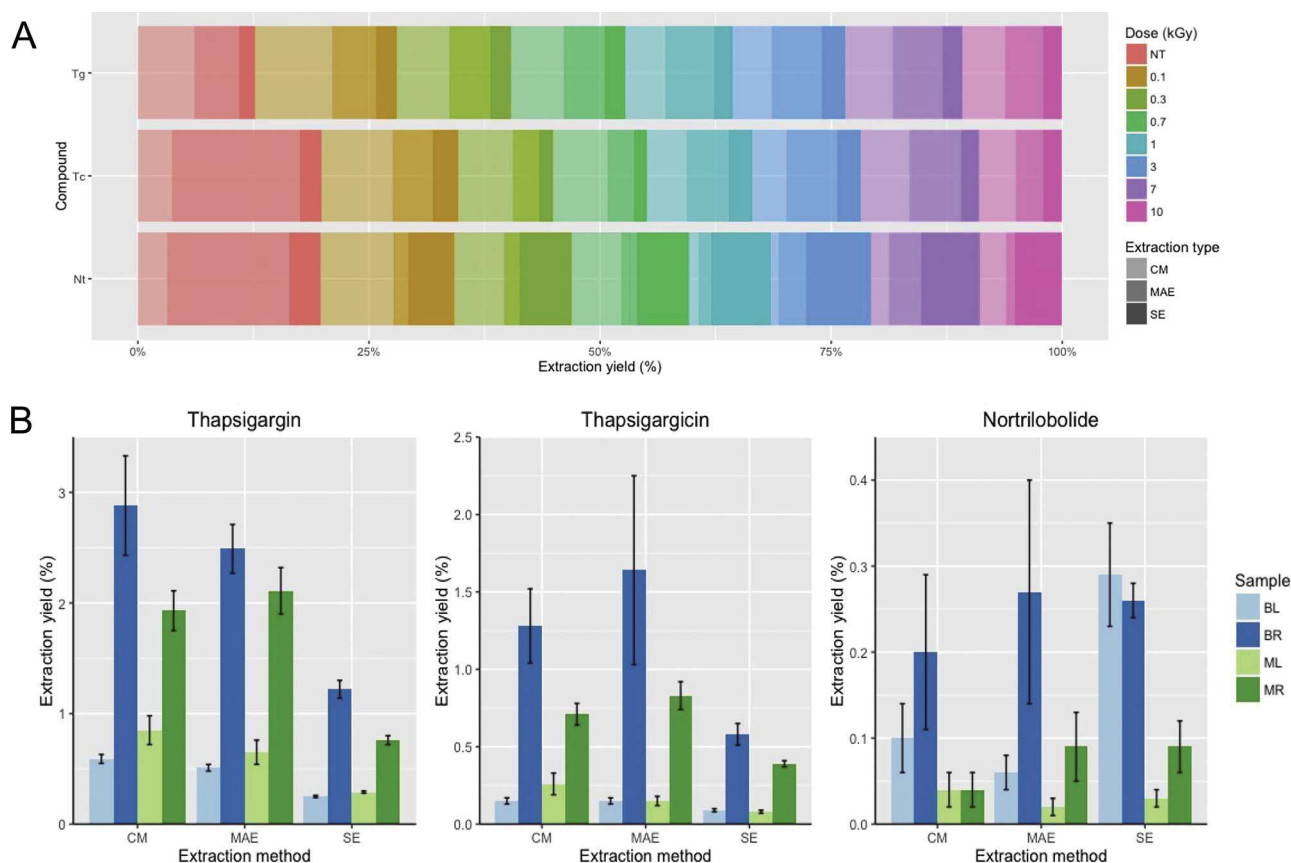 A
Compound
Tg
Tc
Nt
0%
25%
50%
75%
100%
Extraction yield (%)
Dose (kGy)
NT
0.1
0.3
0.7
1
3
7
10
Extraction type
CM
MAE
SE
B
Thapsigargin
Extraction yield (%)
3
2
1
0
CM
MAE
SE
Extraction method
Thapsigargicin
Extraction yield (%)
2.5
2.0
1.5
1.0
0.5
0.0
CM
MAE
SE
Extraction method
Nortrilobolide
Extraction yield (%)
0.4
0.3
0.2
0.1
0.0
CM
MAE
SE
Extraction method
Sample
BL
BR
ML
MR